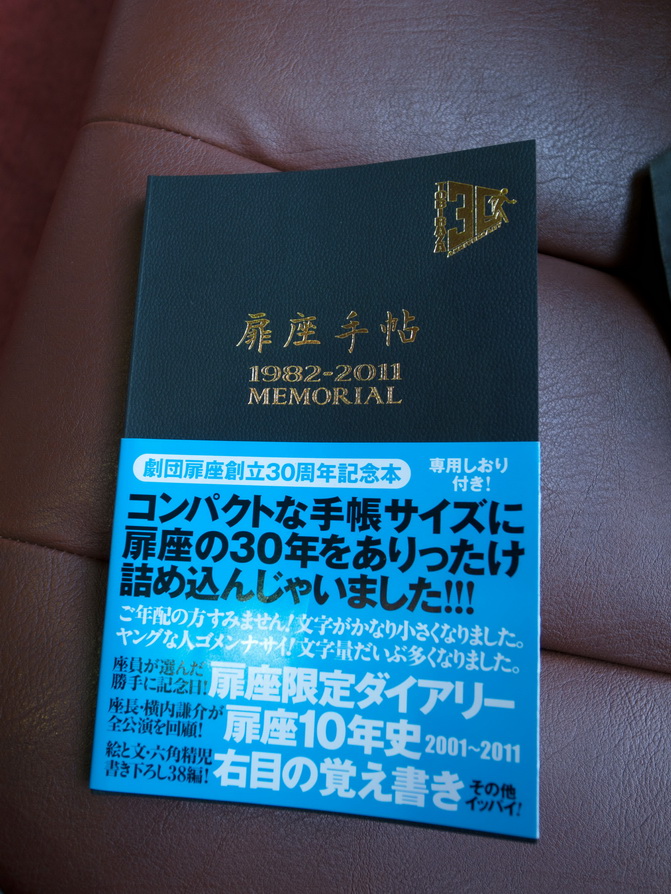 TOBIRAZA
30
扉座手帖
1982-2011
MEMORIAL
劇団扉座創立30周年記念本
専用しおり
付き!
コンパクトな手帳サイズに
扉座の30年をありったけ
詰め込んじゃいました!!!
ご年配の方すみません!文字がかなり小さくなりました。
ヤングな人ゴメンナサイ!文字量だいぶ多くなりました。
座員が選んだ
勝手に記念日!
扉座限定ダイアリー
座長・横内謙介が
全公演を回顧!
扉座10年史 2001~2011
絵と文・六角精児
書き下ろし38編!
右目の覚え書き
その他
イッパイ!